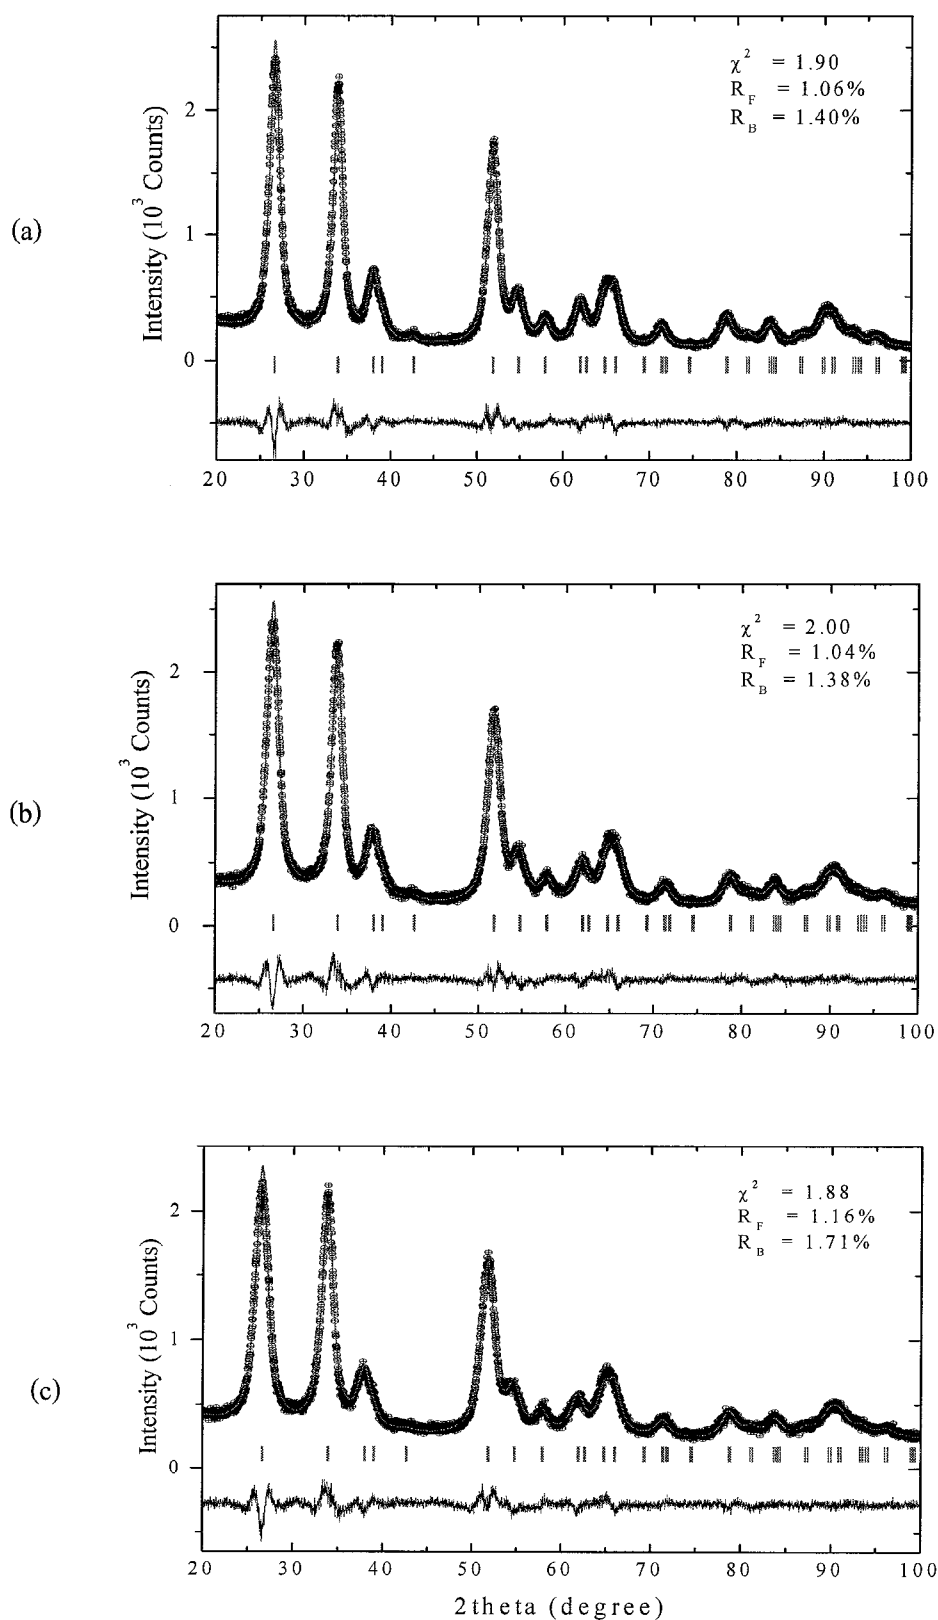 χ² = 1.90
R_F = 1.06%
R_B = 1.40%
2
1
0
Intensity (10³ Counts)
(a)
20 30 40 50 60 70 80 90 100
χ² = 2.00
R_F = 1.04%
R_B = 1.38%
2
1
0
Intensity (10³ Counts)
(b)
20 30 40 50 60 70 80 90 100
χ² = 1.88
R_F = 1.16%
R_B = 1.71%
2
1
0
Intensity (10³ Counts)
(c)
20 30 40 50 60 70 80 90 100
2theta (degree)